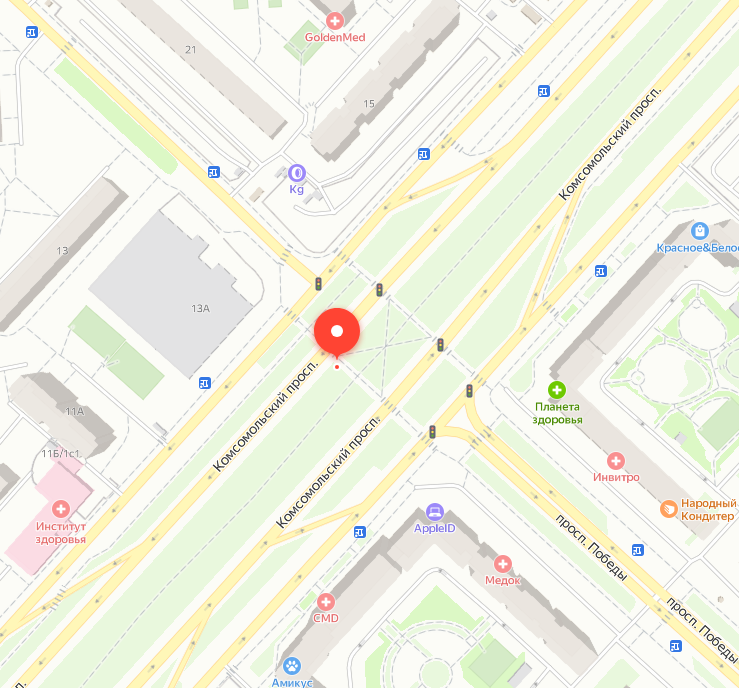 GoldenMed
21
15
Kg
Комсомольский просп.
Красное&Бело
13
13А
Комсомольский просп.
Планета
здоровья
11А
Комсомольский просп.
11Б/1с1
Инвитро
Институт
здоровья
AppleID
Народный
Кондитер
просп. Победы
Медок
CMD
просп. Победы
Амикус
п.